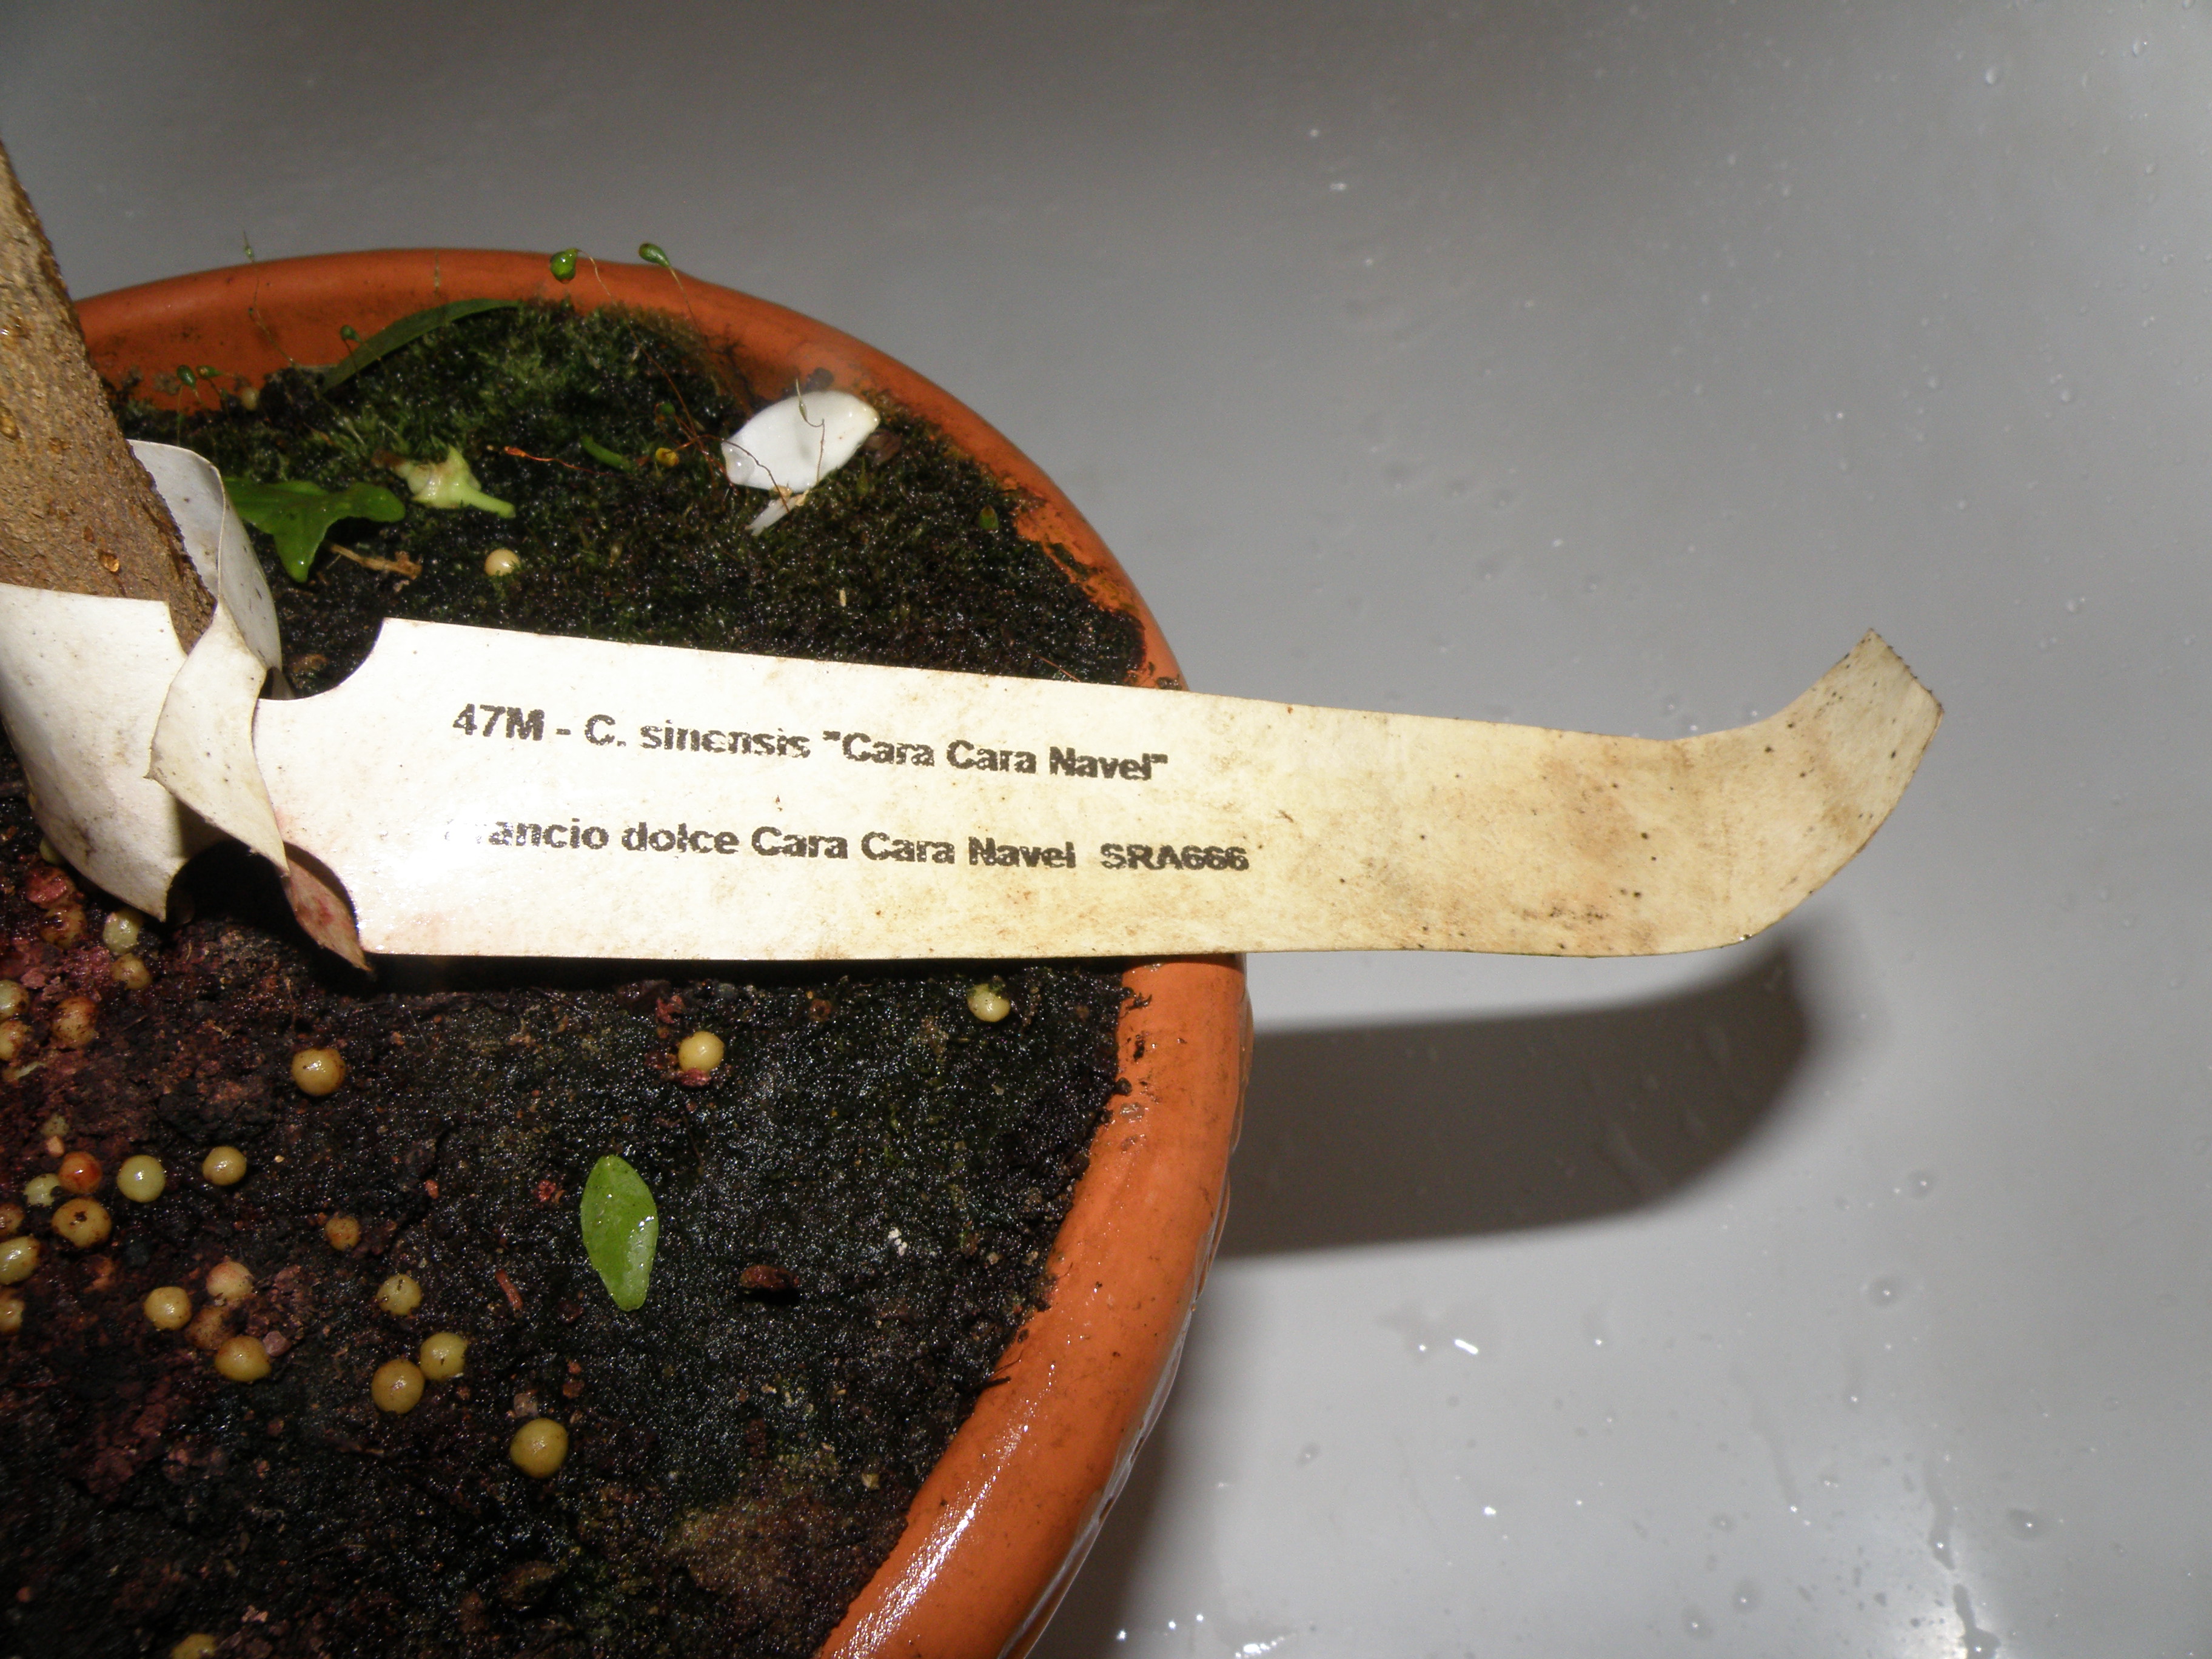 47M - C. sinensis "Cara Cara Navel"
dolce Cara Cara Navel SRA666